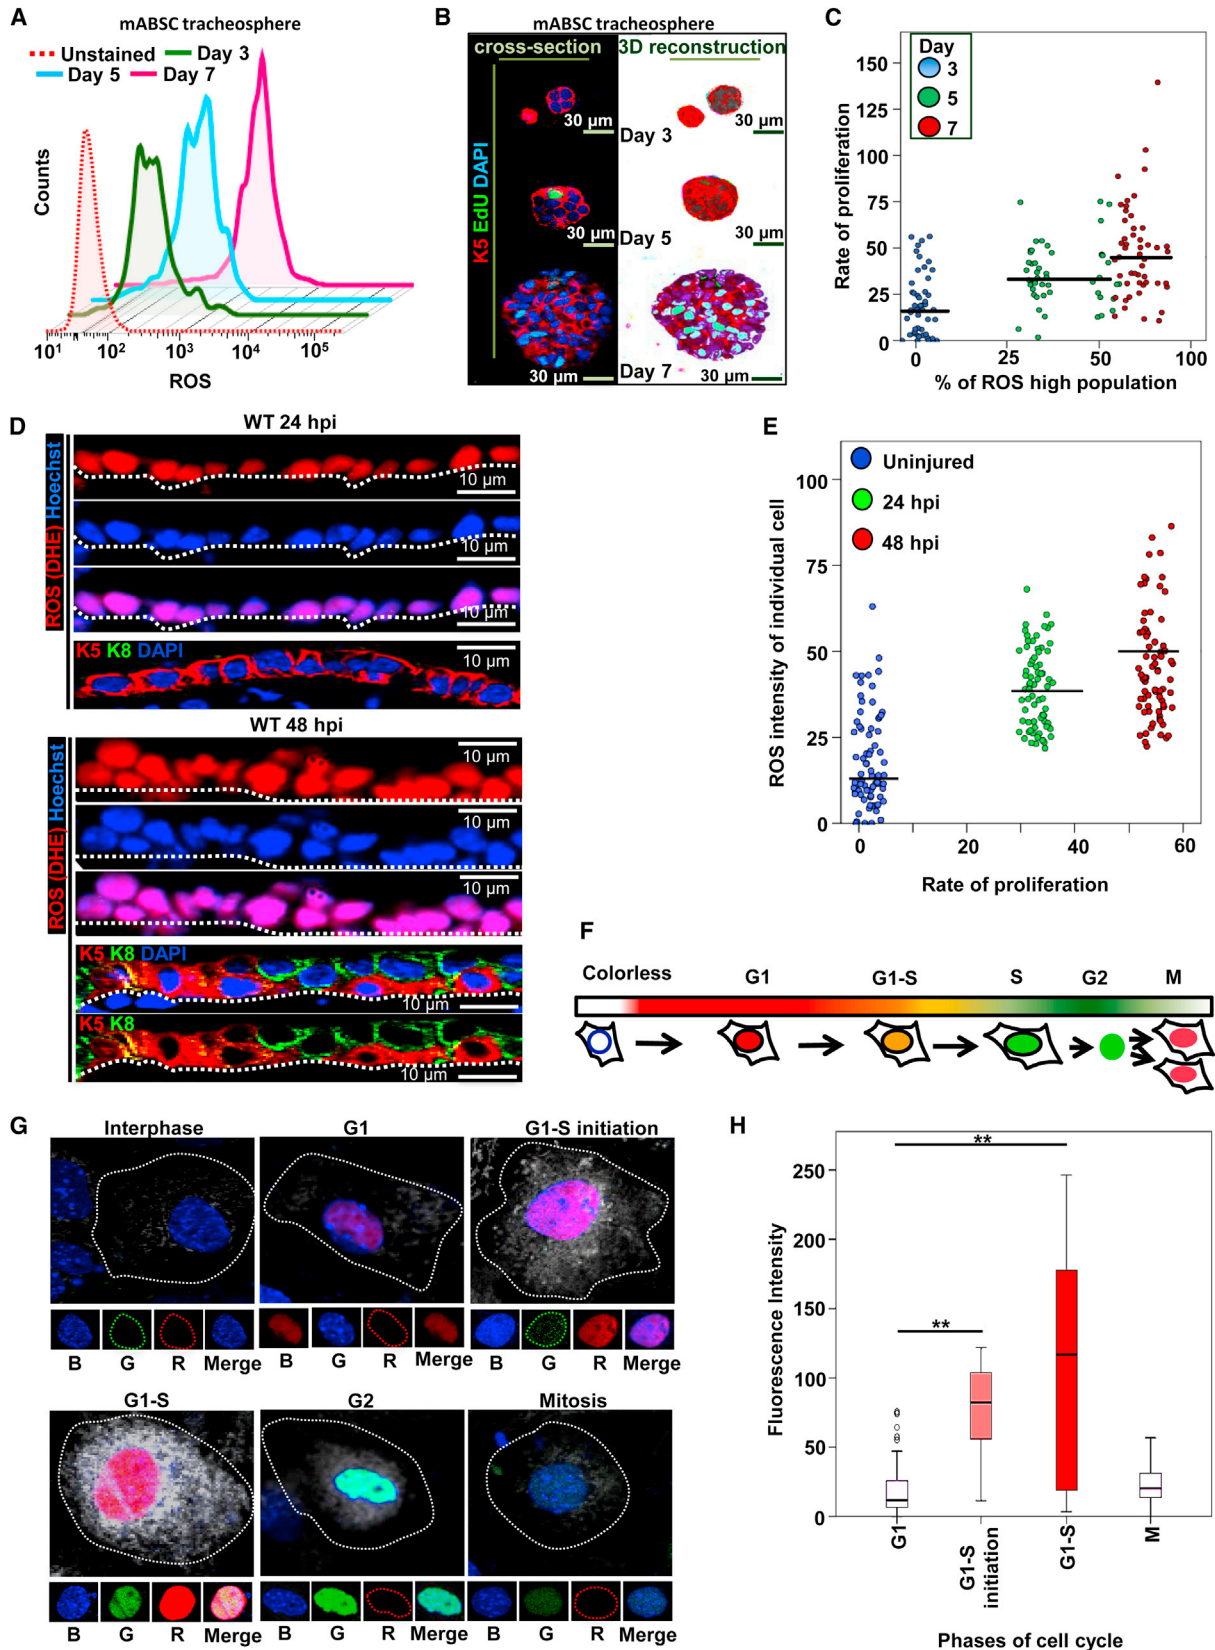 A
mABSC tracheosphere
Unstained
Day 3
Day 5
Day 7
Counts
10¹
10²
10³
10⁴
10⁵
ROS
B
mABSC tracheosphere
cross-section
3D reconstruction
K5 EdU DAPI
30 µm
30 µm
Day 3
30 µm
30 µm
Day 5
30 µm
30 µm
Day 7
C
Day
3
5
7
Rate of proliferation
150
125
100
75
50
25
0
0
25
50
75
100
% of ROS high population
D
WT 24 hpi
ROS (DHE) Hoechst
10 µm
10 µm
10 µm
K5 K8 DAPI
10 µm
WT 48 hpi
ROS (DHE) Hoechst
10 µm
10 µm
10 µm
K5 K8 DAPI
10 µm
K5 K8
10 µm
E
Uninjured
24 hpi
48 hpi
ROS intensity of individual cell
100
75
50
25
0
0
20
40
60
Rate of proliferation
F
Colorless
G1
G1-S
S
G2
M
G
Interphase
G1
G1-S initiation
B G R Merge
B G R Merge
B G R Merge
G1-S
G2
Mitosis
B G R Merge
B G R Merge
B G R Merge
H
**
**
Fluorescence Intensity
250
200
150
100
50
0
G1
G1-S
initiation
G1-S
M
Phases of cell cycle